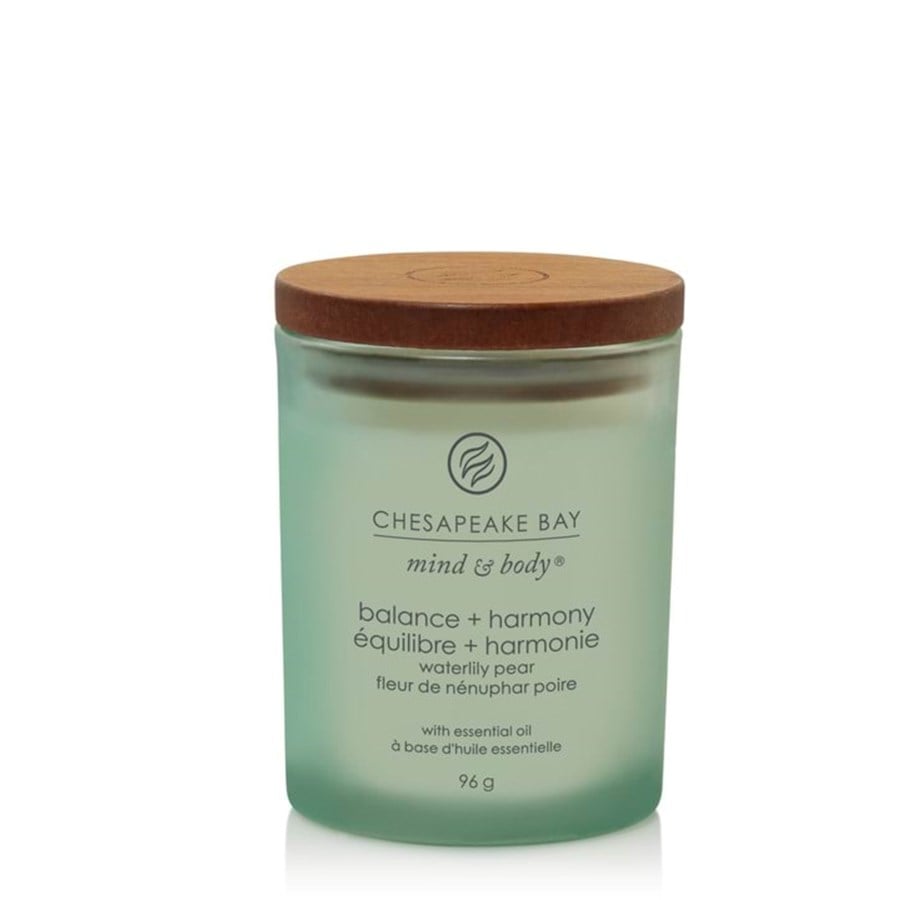 CHESAPEAKE BAY
mind & body®
balance + harmony
équilibre + harmonie
waterlily pear
fleur de nénuphar poire
with essential oil
à base d'huile essentielle
96 g